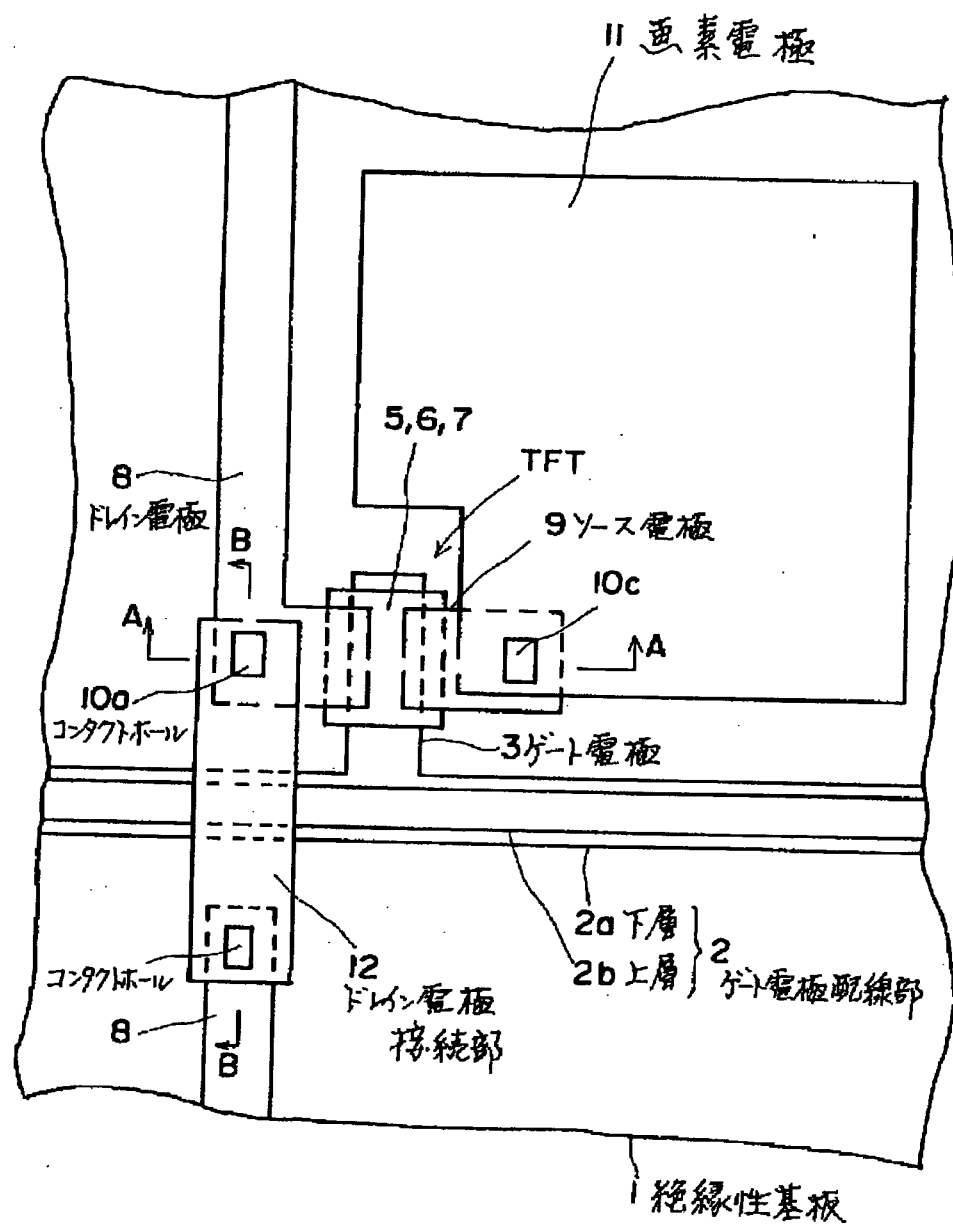 11 画素電極
5,6,7
TFT
8
ドレイン電極
B
9 ソース電極
10c
A
A
10a
コンタクトホール
3 ゲート電極
2a 下層
2b 上層
2
ゲート電極配線部
コンタクトホール
12
ドレイン電極
接続部
8
B
1 絶縁性基板